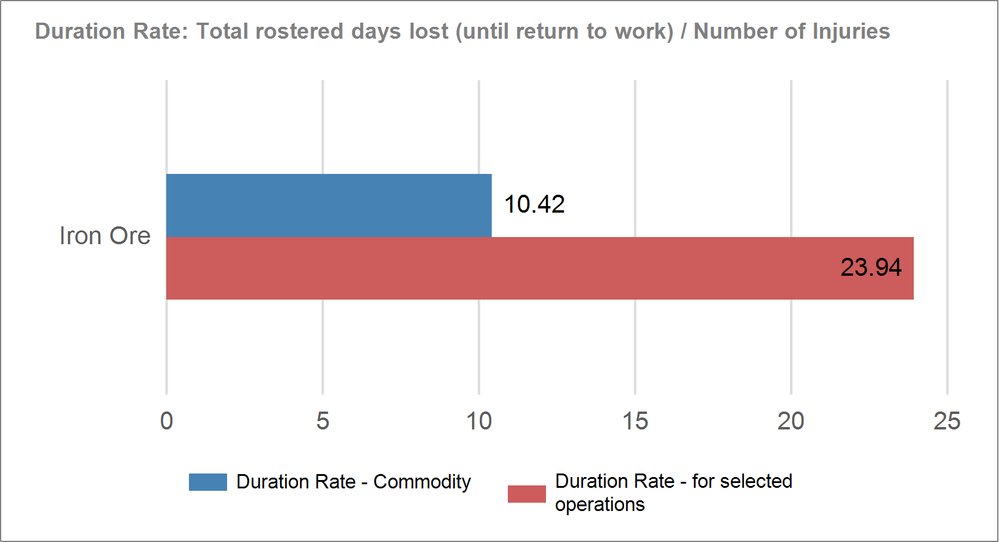 Duration Rate: Total rostered days lost (until return to work) / Number of Injuries
10.42
Iron Ore
23.94
0 5 10 15 20 25
Duration Rate - Commodity
Duration Rate - for selected
operations